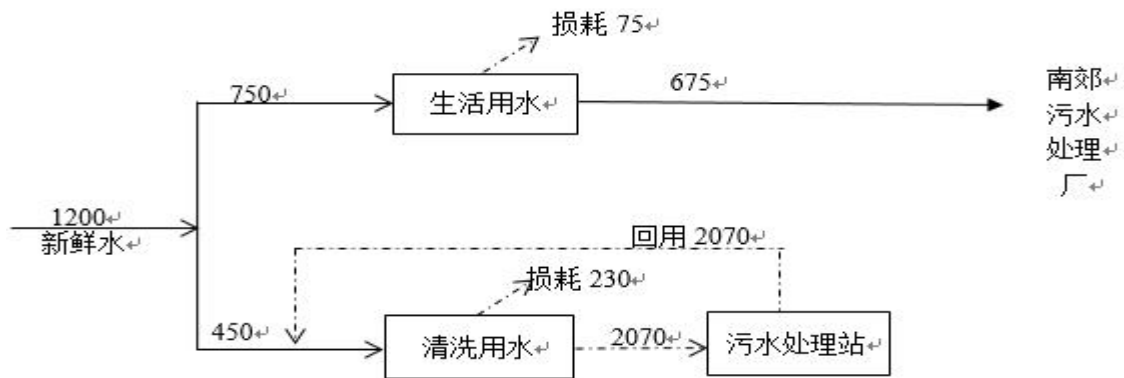 损耗 75↵
750↵
生活用水↵
675↵
南郊↵
污水↵
处理↵
厂↵
1200↵
新鲜水↵
回用 2070↵
损耗 230↵
450↵
清洗用水↵
2070↵
污水处理站↵